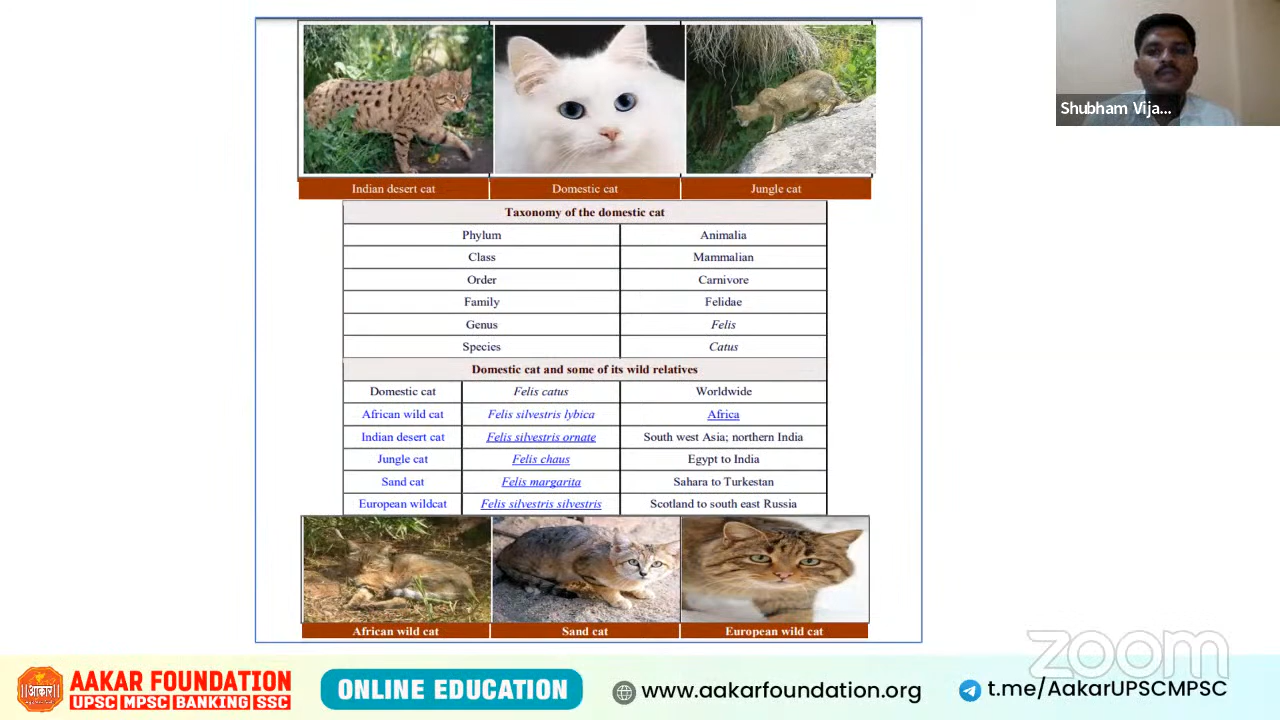 Shubham Vija...
Indian desert cat Domestic cat Jungle cat
Taxonomy of the domestic cat
Phylum Animalia
Class Mammalian
Order Carnivore
Family Felidae
Genus Felis
Species Catus
Domestic cat and some of its wild relatives
Domestic cat Felis catus Worldwide
African wild cat Felis silvestris lybica Africa
Indian desert cat Felis silvestris ornate South west Asia; northern India
Jungle cat Felis chaus Egypt to India
Sand cat Felis margarita Sahara to Turkestan
European wildcat Felis silvestris silvestris Scotland to south east Russia
African wild cat Sand cat European wild cat
zoom
आकार
AAKAR FOUNDATION
UPSC MPSC BANKING SSC
ONLINE EDUCATION
www.aakarfoundation.org
t.me/AakarUPSCMPSC